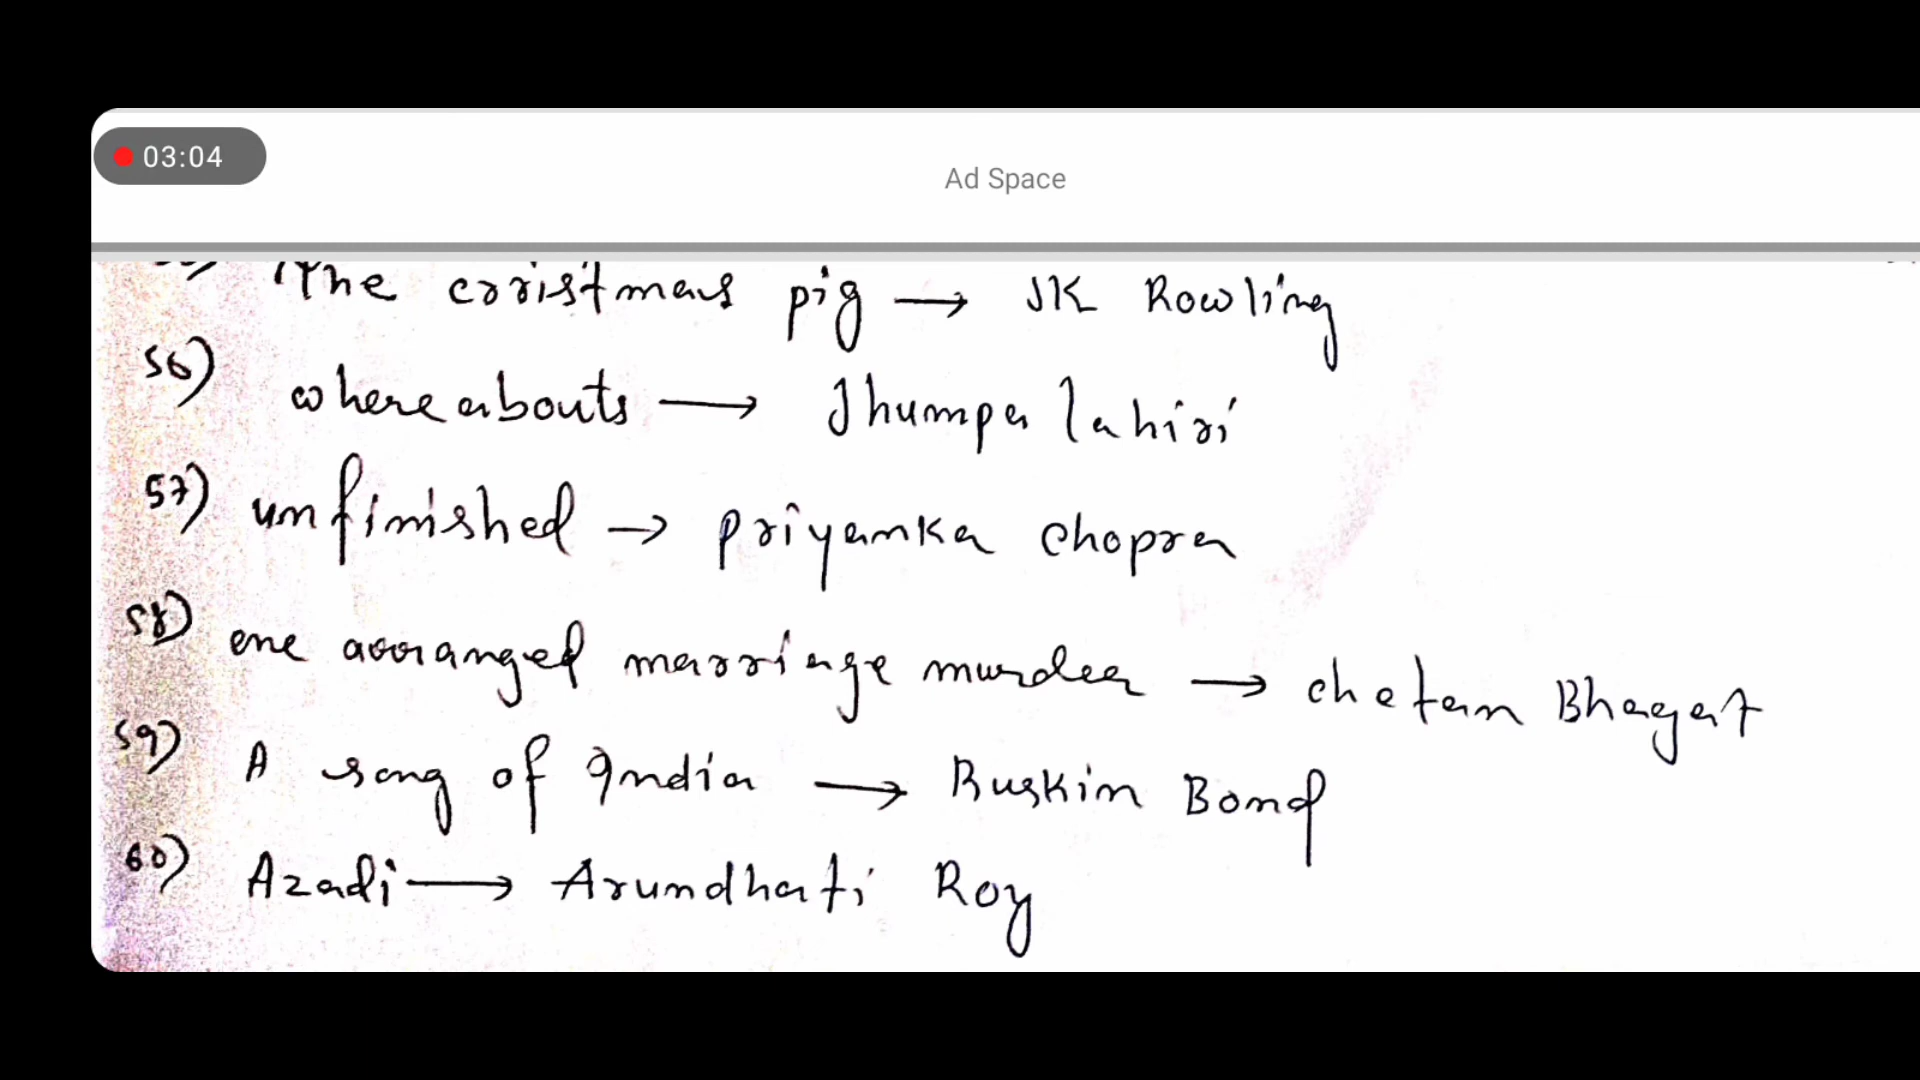 03:04
Ad Space
The cristmas pig → JK Rowling
56) whereabouts → Jhumpa lahiri
57) unfinished → priyanka chopra
58) one arranged marriage murder → chetan Bhagat
59) A song of India → Ruskin Bond
60) Azadi → Arundhati Roy